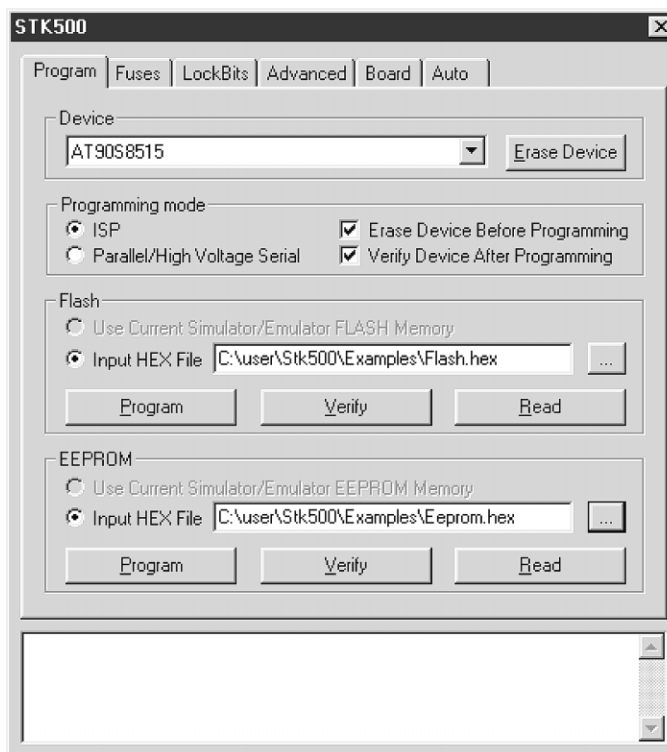 STK500
Program Fuses LockBits Advanced Board Auto
Device
AT90S8515
Erase Device
Programming mode
ISP
Erase Device Before Programming
Parallel/High Voltage Serial
Verify Device After Programming
Flash
Use Current Simulator/Emulator FLASH Memory
Input HEX File C:\user\Stk500\Examples\Flash.hex ...
Program Verify Read
EEPROM
Use Current Simulator/Emulator EEPROM Memory
Input HEX File C:\user\Stk500\Examples\Eeprom.hex ...
Program Verify Read